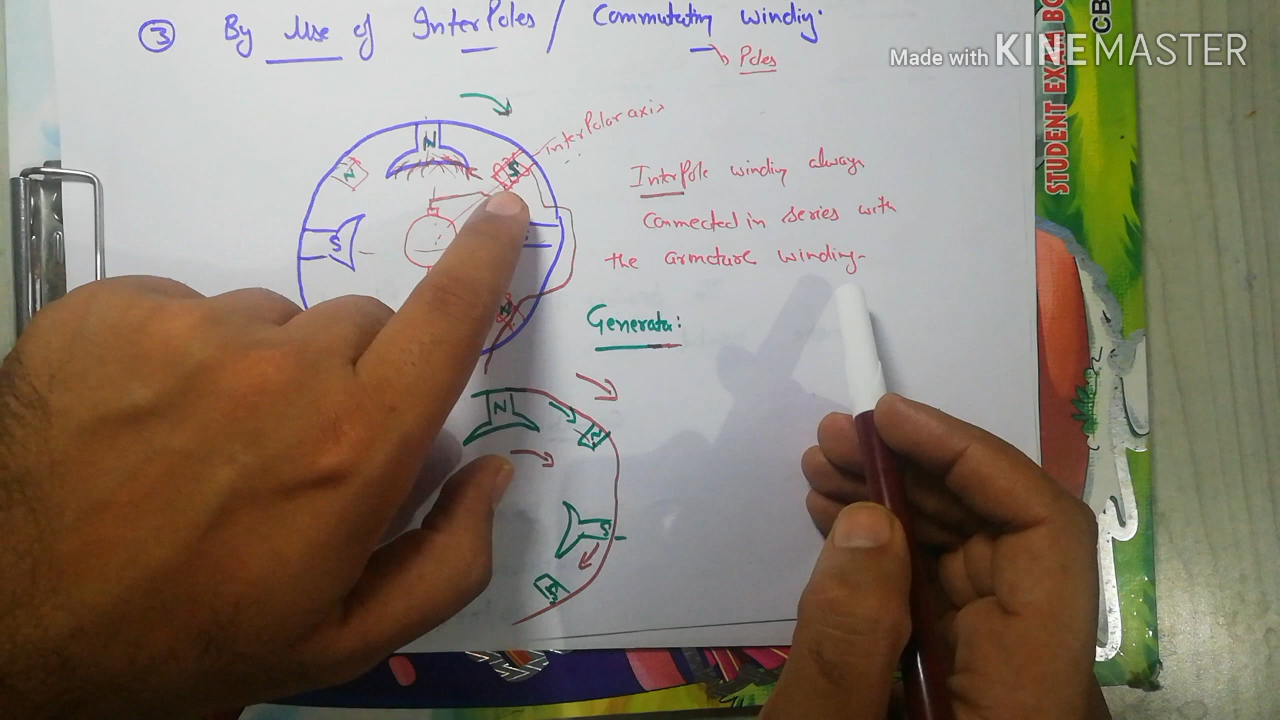 ③ By Use of InterPoles / Commutating winding.
Poles
Made with KINEMASTER
STUDENT EXAM BO
CB
N
InterPolar axis
N
S
S
N
InterPole winding always
Connected in series with
the armature winding.
Generator:
N
N
S
S